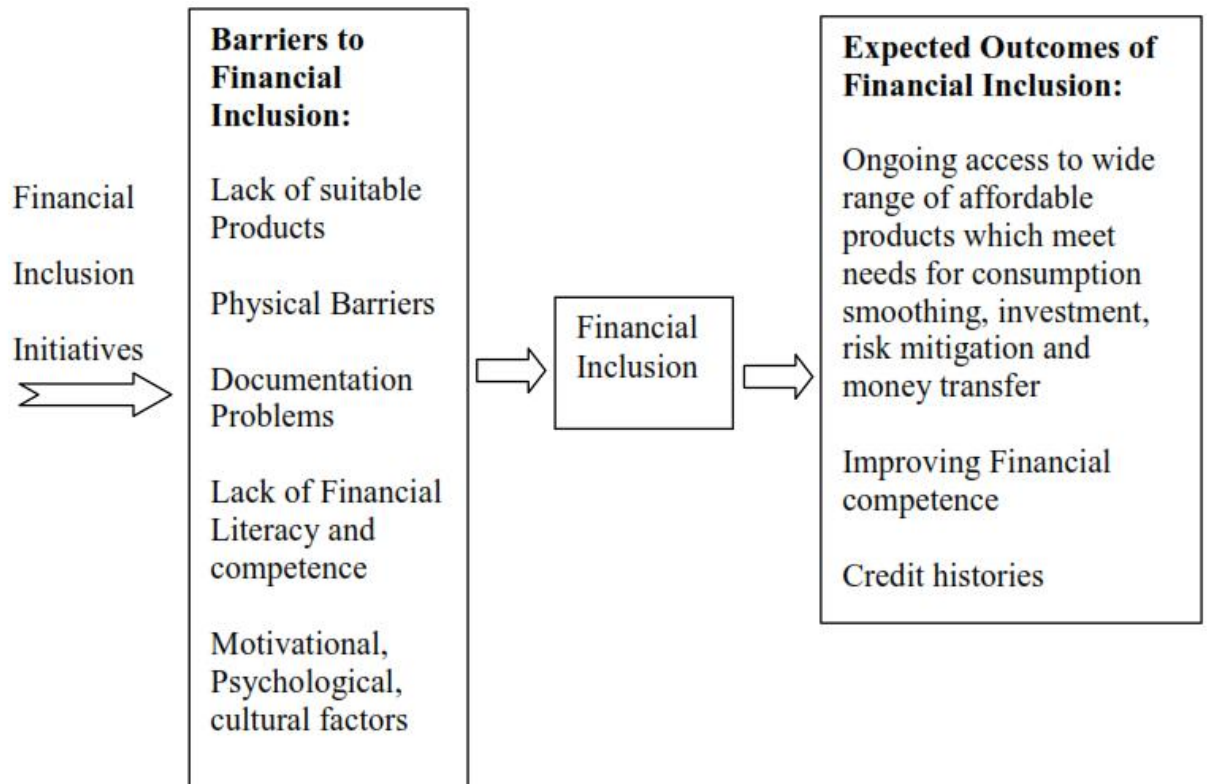 Financial
Inclusion
Initiatives
Barriers to
Financial
Inclusion:
Lack of suitable
Products
Physical Barriers
Documentation
Problems
Lack of Financial
Literacy and
competence
Motivational,
Psychological,
cultural factors
Financial
Inclusion
Expected Outcomes of
Financial Inclusion:
Ongoing access to wide
range of affordable
products which meet
needs for consumption
smoothing, investment,
risk mitigation and
money transfer
Improving Financial
competence
Credit histories